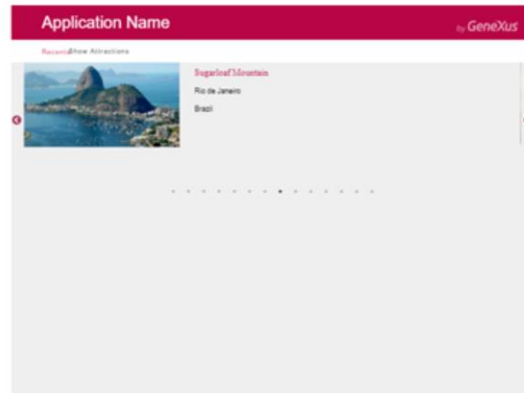 Application Name
by GeneXus
Recents Show Attractions
Sugarloaf Mountain
Rio de Janeiro
Brazil